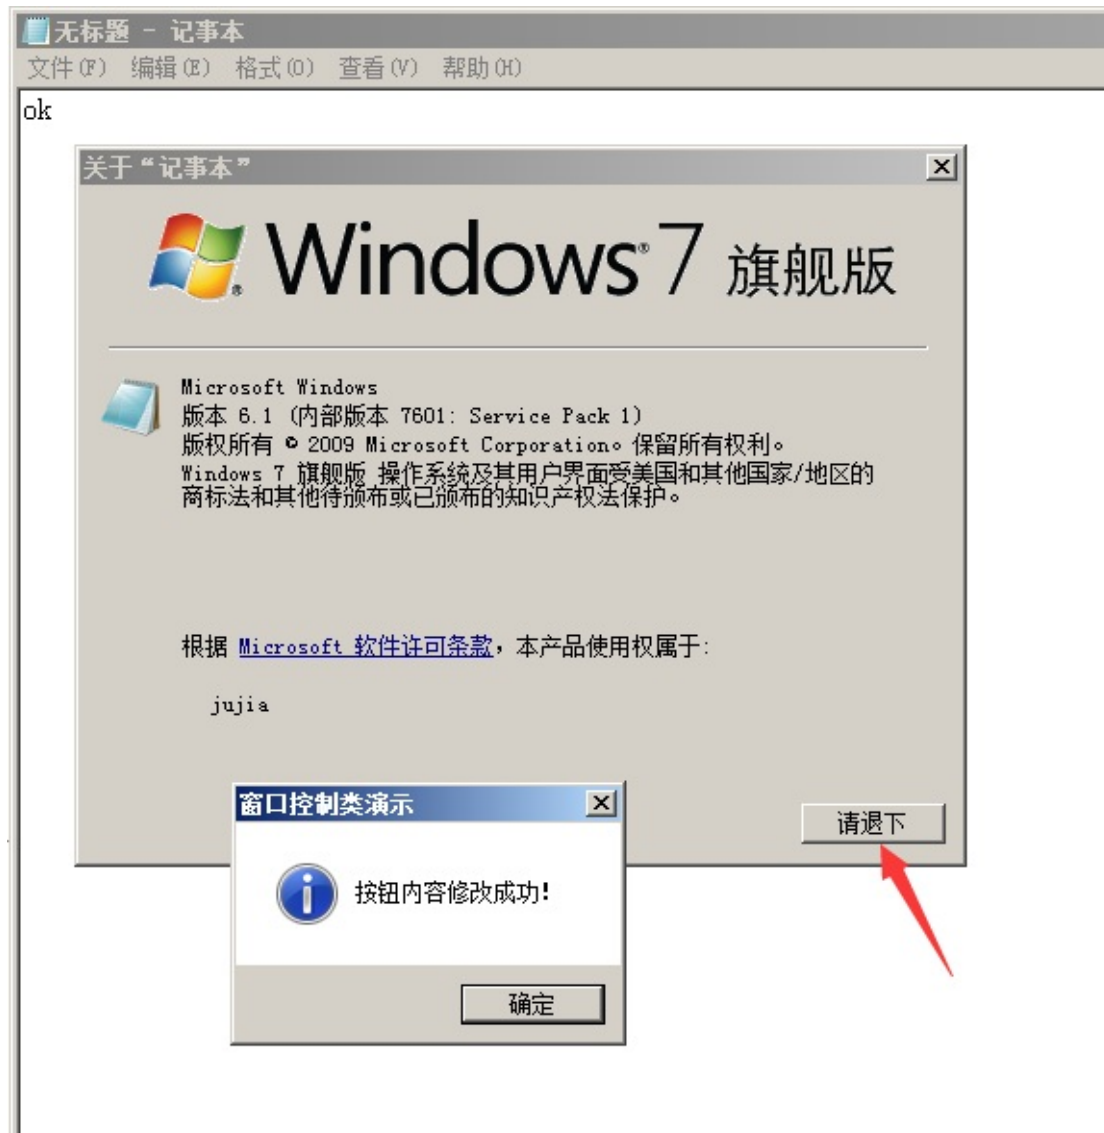 无标题 - 记事本
文件(F) 编辑(E) 格式(O) 查看(V) 帮助(H)
ok
关于“记事本”
Windows® 7 旗舰版
Microsoft Windows
版本 6.1 (内部版本 7601: Service Pack 1)
版权所有 © 2009 Microsoft Corporation。保留所有权利。
Windows 7 旗舰版 操作系统及其用户界面受美国和其他国家/地区的
商标法和其他待颁布或已颁布的知识产权法保护。
根据 Microsoft 软件许可条款，本产品使用权属于:
jujia
请退下
窗口控制类演示
按钮内容修改成功!
确定